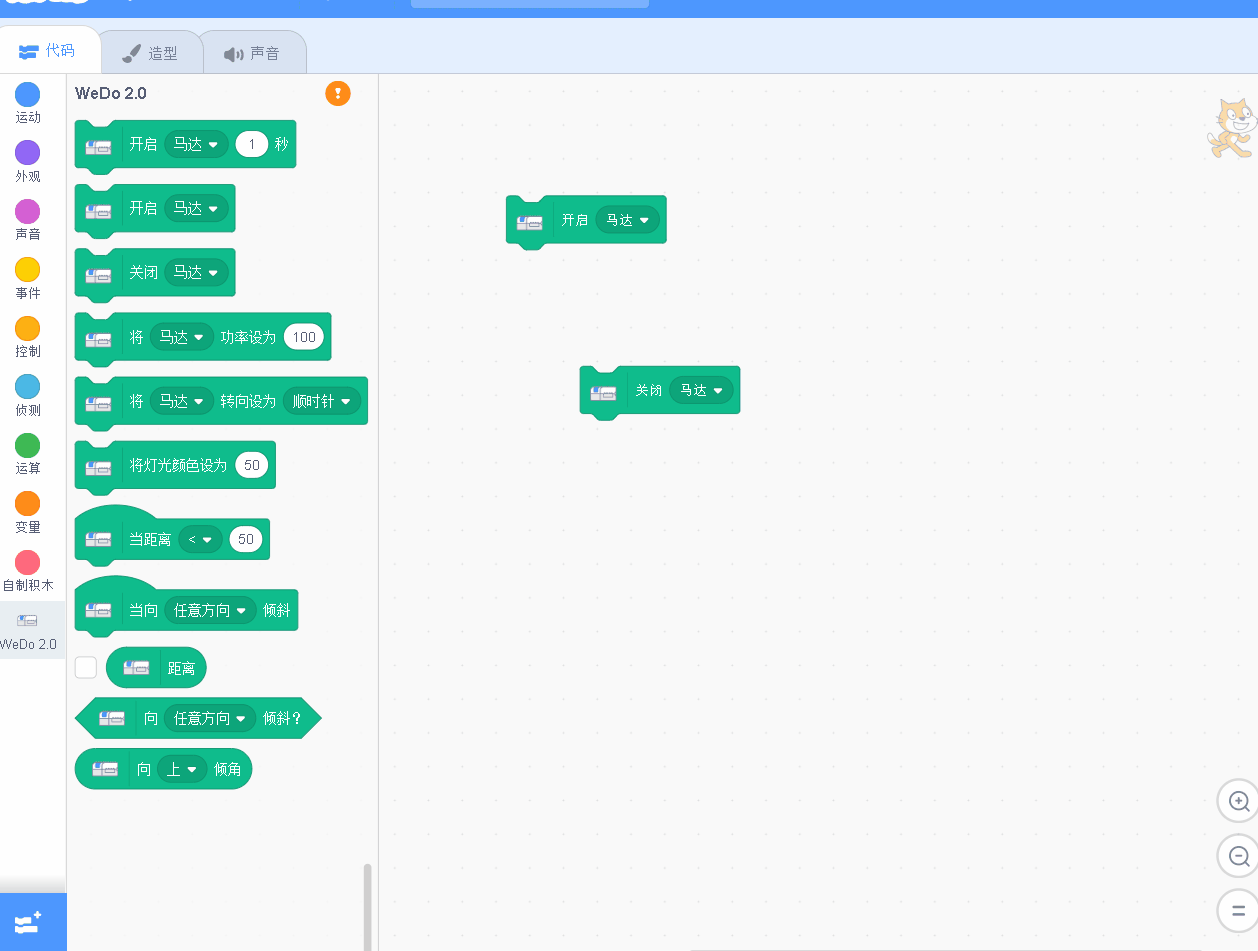 代码
造型
声音
WeDo 2.0
运动
外观
声音
事件
控制
侦测
运算
变量
自制积木
WeDo 2.0
开启 马达 1 秒
开启 马达
关闭 马达
将 马达 功率设为 100
将 马达 转向设为 顺时针
将灯光颜色设为 50
当距离 < 50
当向 任意方向 倾斜
距离
向 任意方向 倾斜?
向 上 倾角
开启 马达
关闭 马达